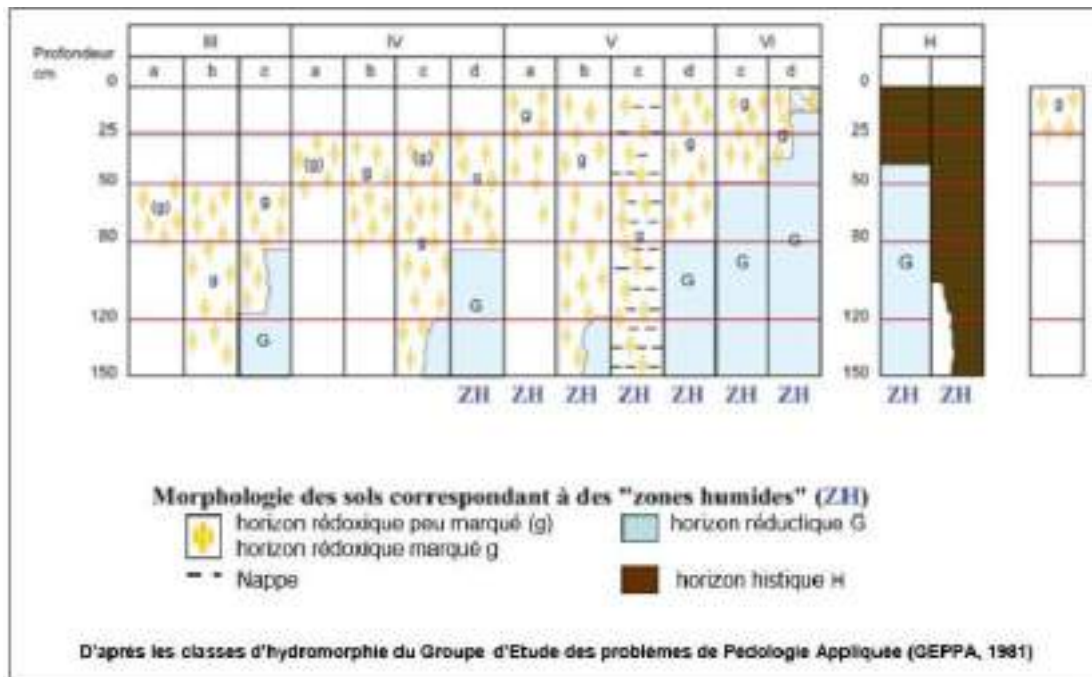 III IV V VI H
Profondeur
cm
a b c a b c d a b c d c d
0 0
g g g
25 25
g g
(g) g (g) g g
50 50
(g) g
80 80
g g G
g G G G G
120 120
G g
150 150
ZH ZH ZH ZH ZH ZH ZH ZH ZH
Morphologie des sols correspondant à des "zones humides" (ZH)
horizon rédoxique peu marqué (g) horizon réductique G
horizon rédoxique marqué g
Nappe horizon histique H
D'après les classes d'hydromorphie du Groupe d'Etude des problèmes de Pédologie Appliquée (GEPPA, 1981)